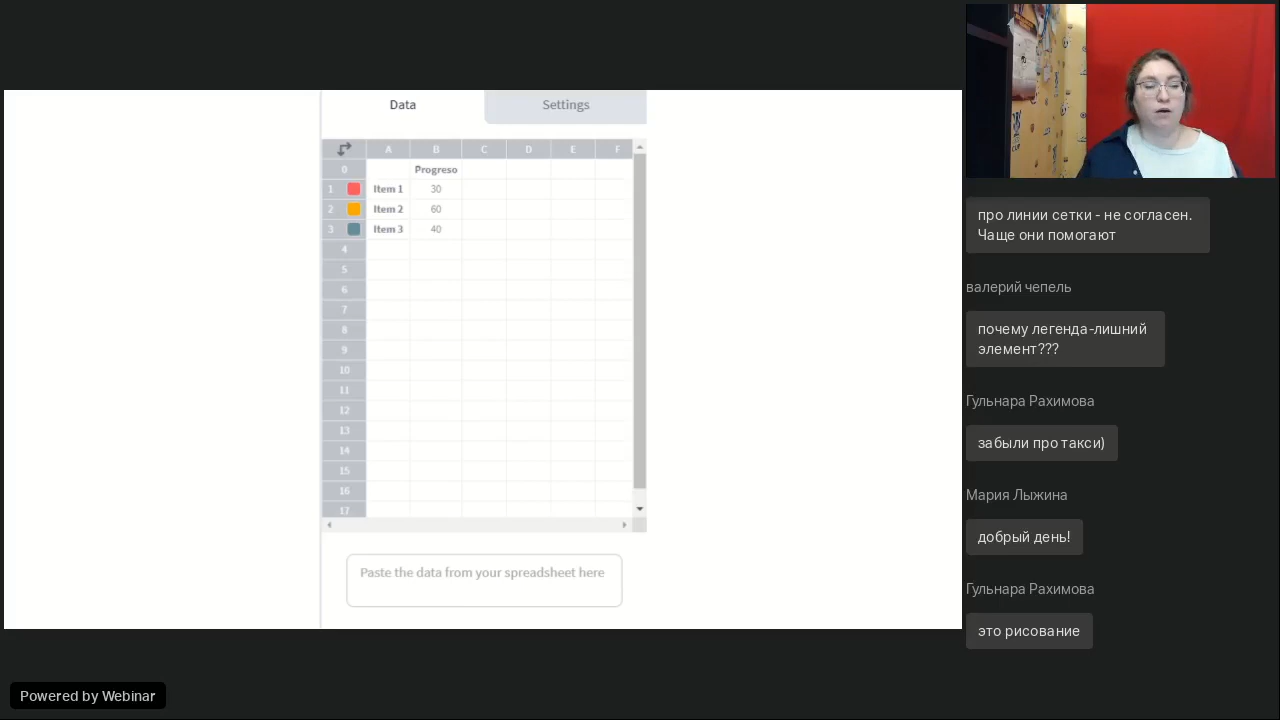 Data Settings
A B C D E F
0 Progreso
1 Item 1 30
2 Item 2 60
3 Item 3 40
4
5
6
7
8
9
10
11
12
13
14
15
16
17
Paste the data from your spreadsheet here
про линии сетки - не согласен.
Чаще они помогают
валерий чепель
почему легенда-лишний
элемент???
Гульнара Рахимова
забыли про такси)
Мария Лыжина
добрый день!
Гульнара Рахимова
это рисование
Powered by Webinar